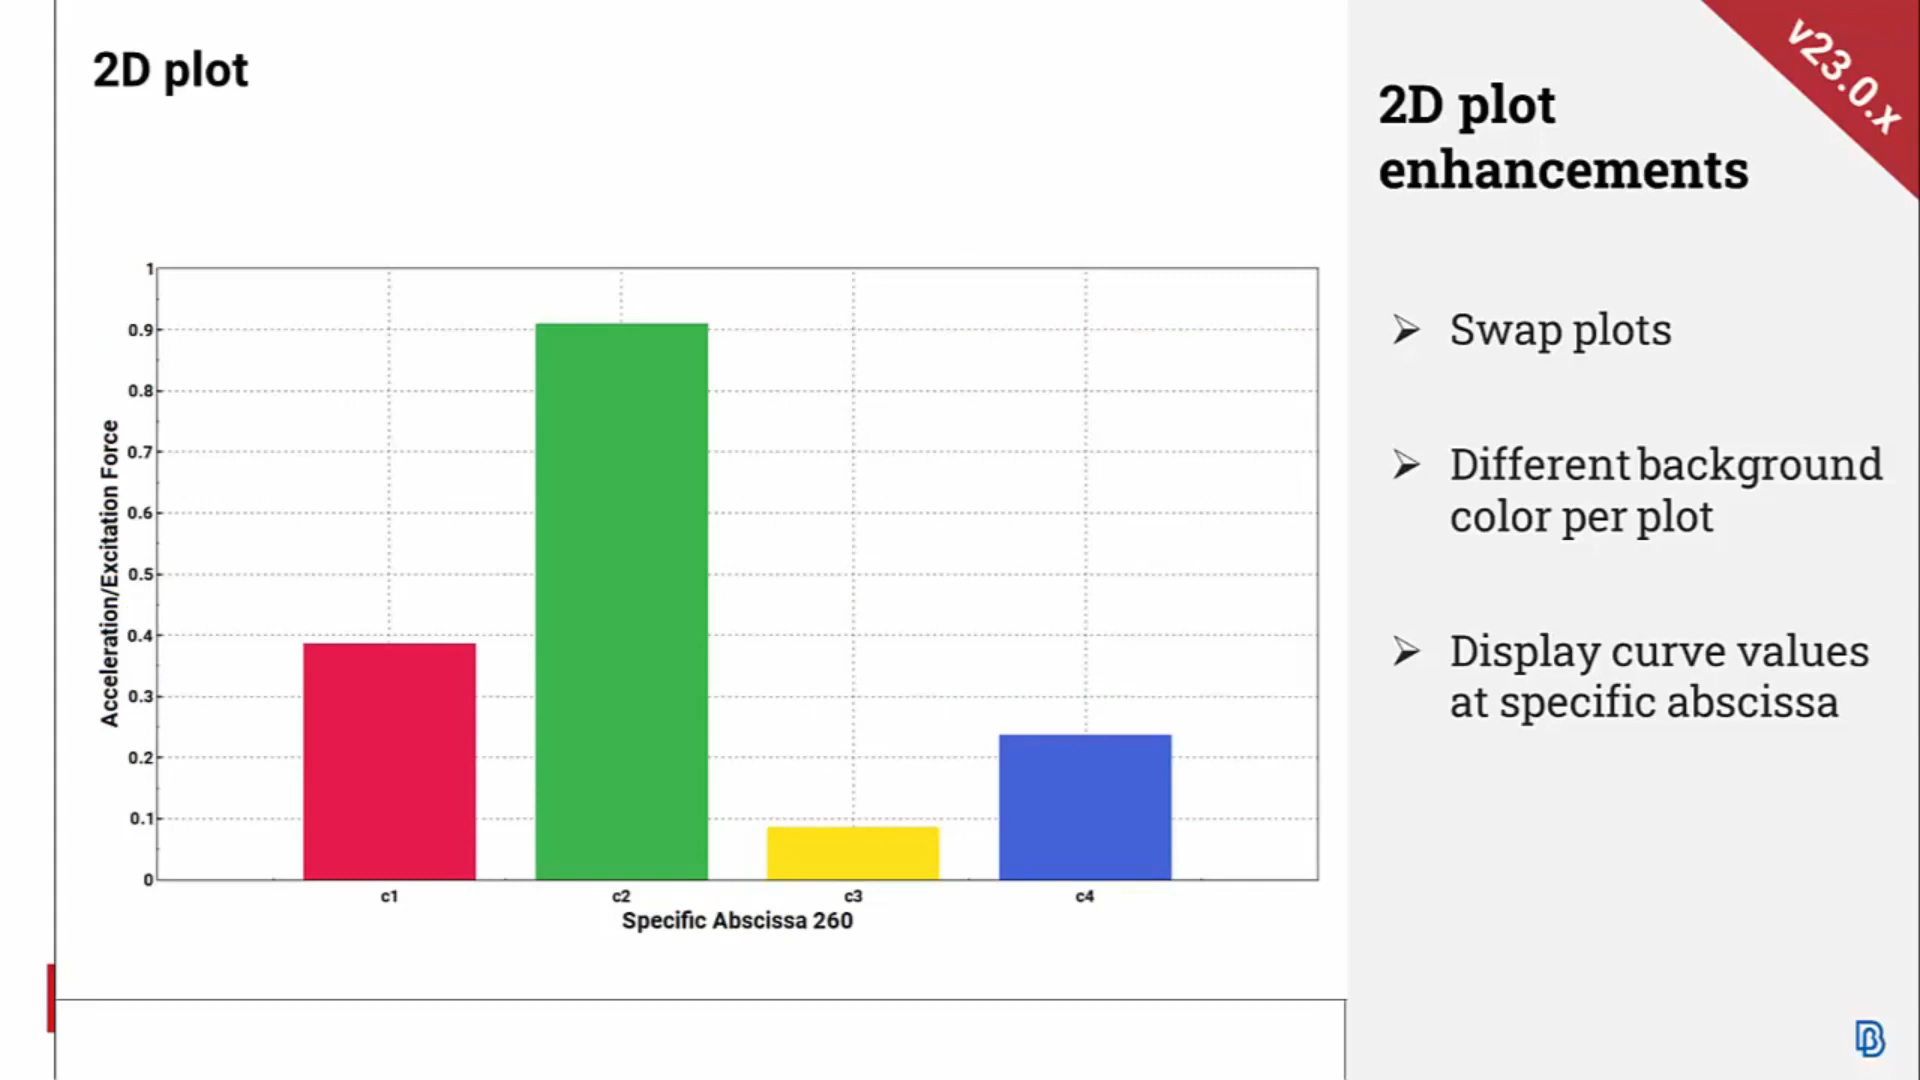 2D plot
1
0.9
0.8
0.7
0.6
0.5
0.4
0.3
0.2
0.1
0
Acceleration/Excitation Force
c1 c2 c3 c4
Specific Abscissa 260
v23.0.x
2D plot
enhancements
➢ Swap plots
➢ Different background
color per plot
➢ Display curve values
at specific abscissa